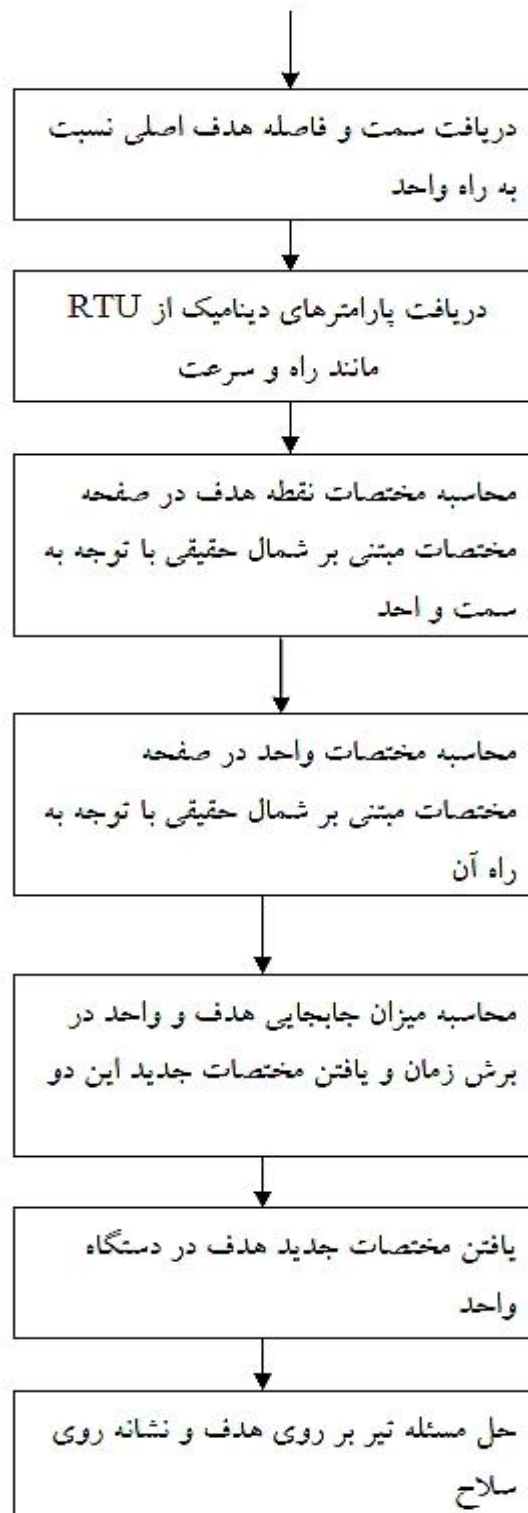 دریافت سمت و فاصله هدف اصلی نسبت
به راه واحد
دریافت پارامترهای دینامیک از RTU
مانند راه و سرعت
محاسبه مختصات نقطه هدف در صفحه
مختصات مبتنی بر شمال حقیقی با توجه به
سمت و احد
محاسبه مختصات واحد در صفحه
مختصات مبتنی بر شمال حقیقی با توجه به
راه آن
محاسبه میزان جابجایی هدف و واحد در
برش زمان و یافتن مختصات جدید این دو
یافتن مختصات جدید هدف در دستگاه
واحد
حل مسئله تیر بر روی هدف و نشانه روی
سلاح